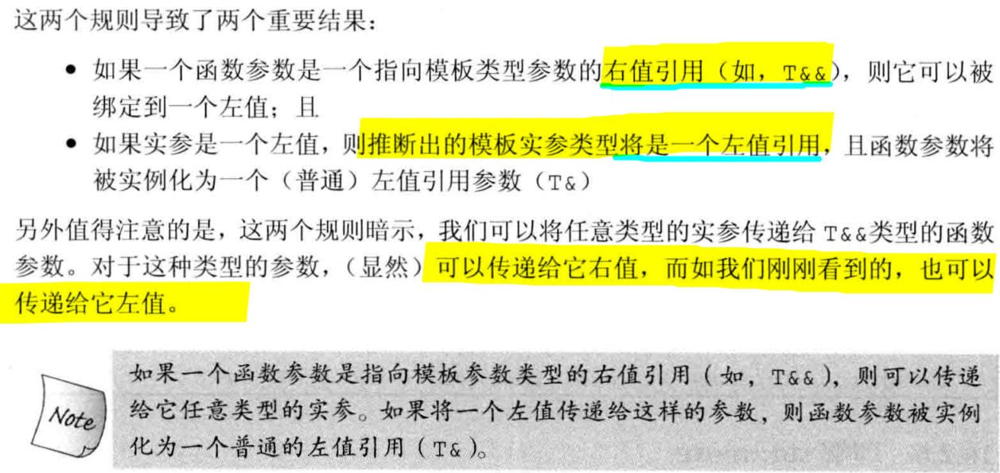 这两个规则导致了两个重要结果：
• 如果一个函数参数是一个指向模板类型参数的右值引用（如，T&&），则它可以被
绑定到一个左值；且
• 如果实参是一个左值，则推断出的模板实参类型将是一个左值引用，且函数参数将
被实例化为一个（普通）左值引用参数（T&）
另外值得注意的是，这两个规则暗示，我们可以将任意类型的实参传递给 T&&类型的函数
参数。对于这种类型的参数，（显然）可以传递给它右值，而如我们刚刚看到的，也可以
传递给它左值。
Note
如果一个函数参数是指向模板参数类型的右值引用（如，T&&），则可以传递
给它任意类型的实参。如果将一个左值传递给这样的参数，则函数参数被实例
化为一个普通的左值引用（T&）。